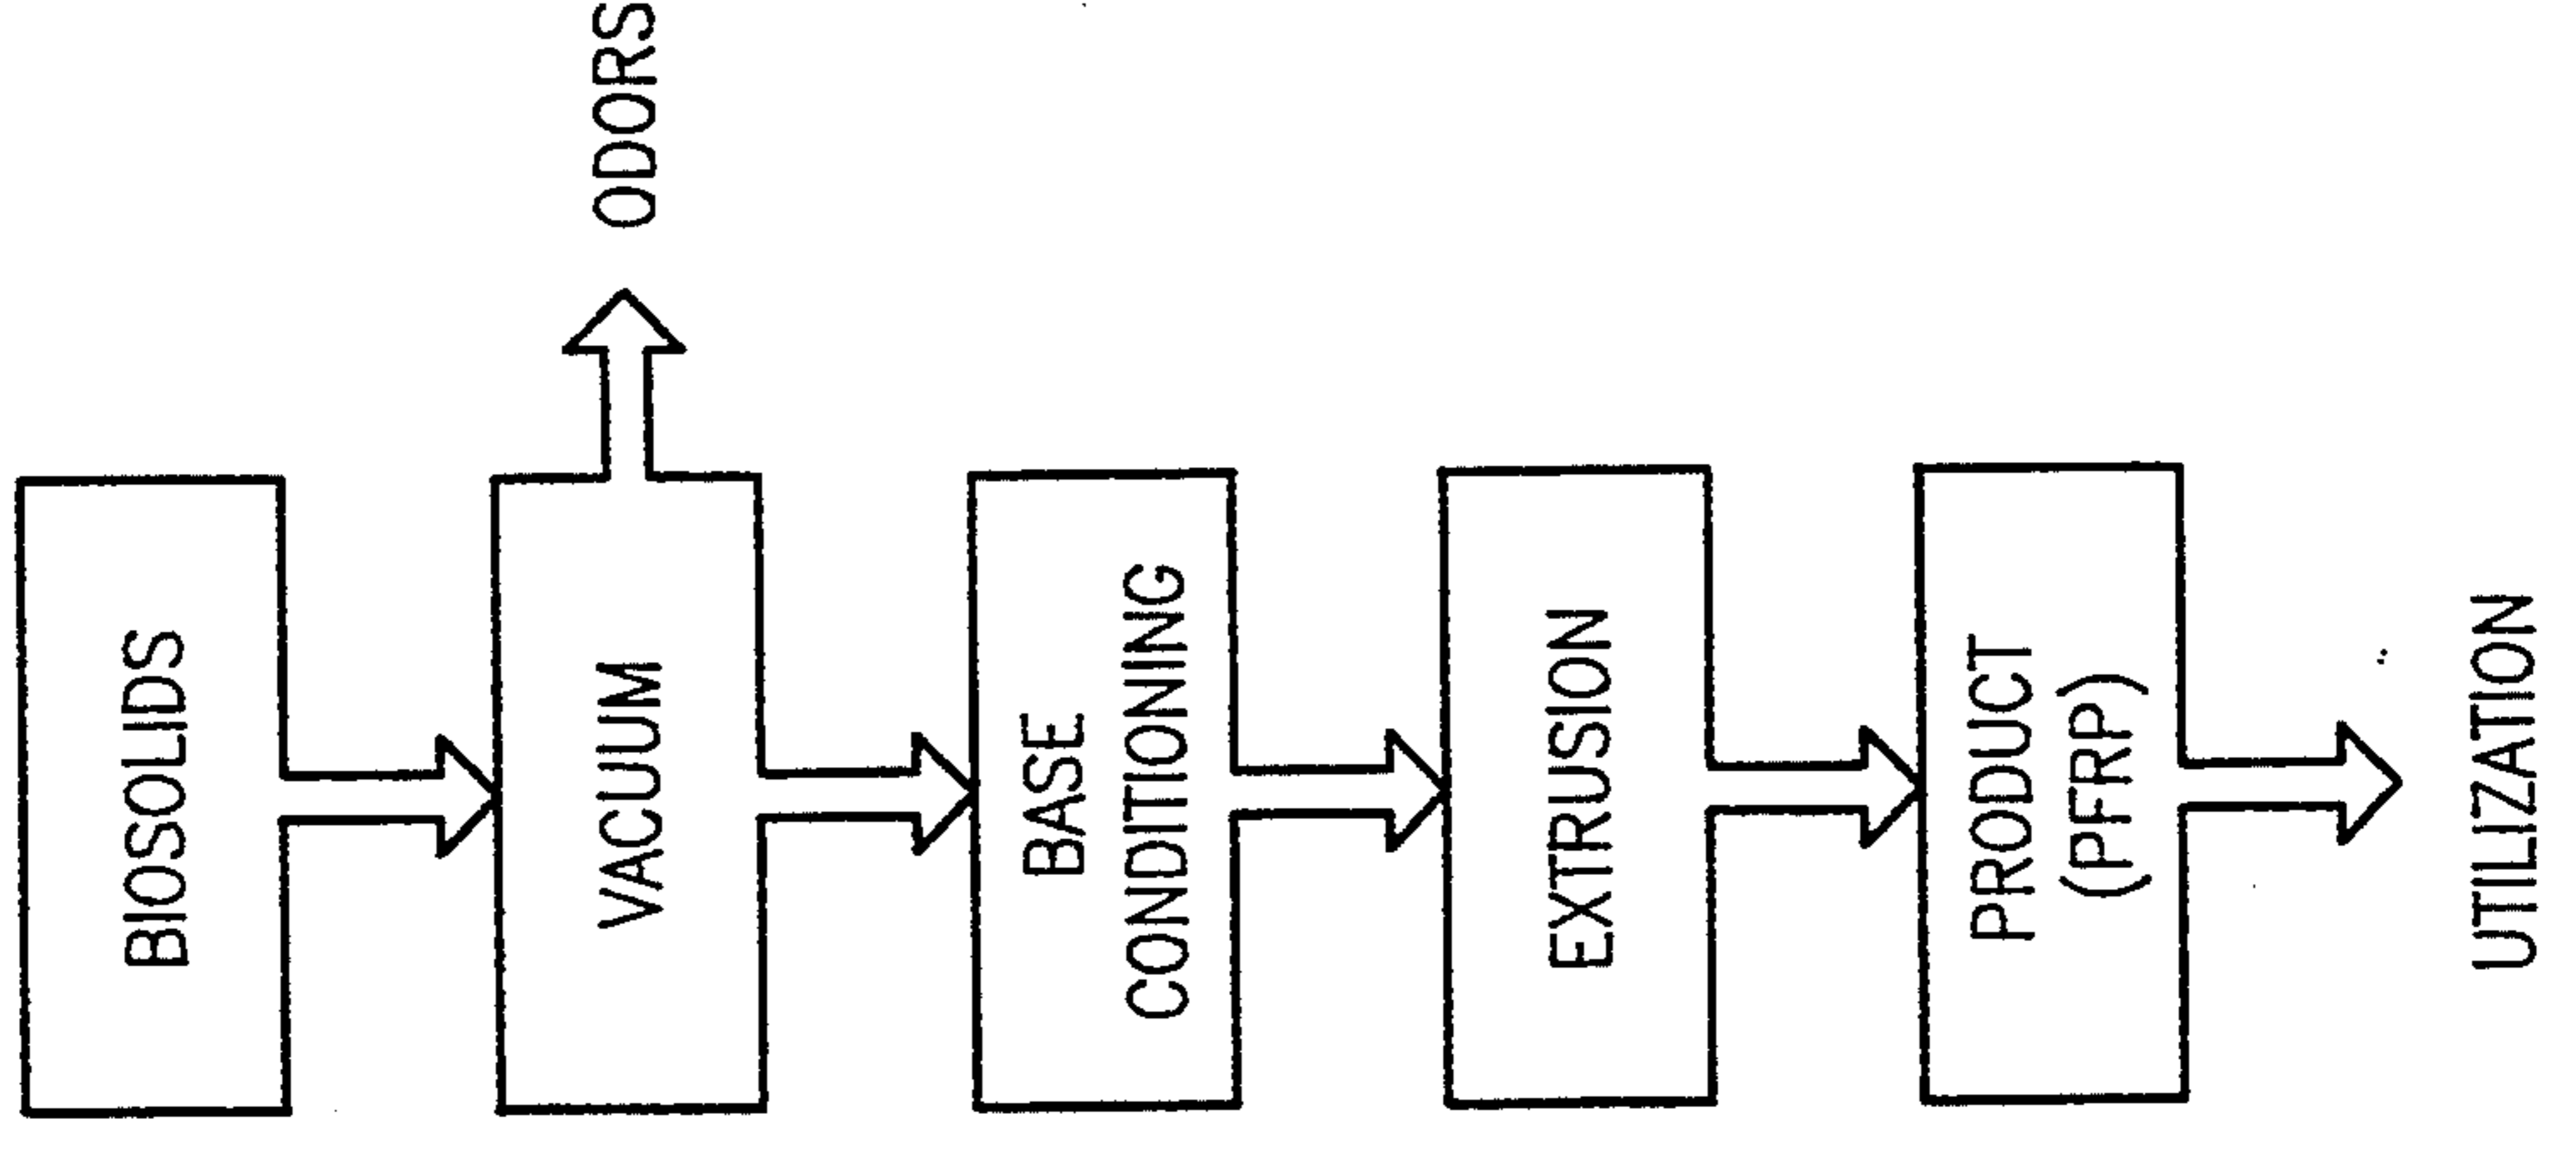 BIOSOLIDS
VACUUM
ODORS
BASE
CONDITIONING
EXTRUSION
PRODUCT
(PFRP)
UTILIZATION